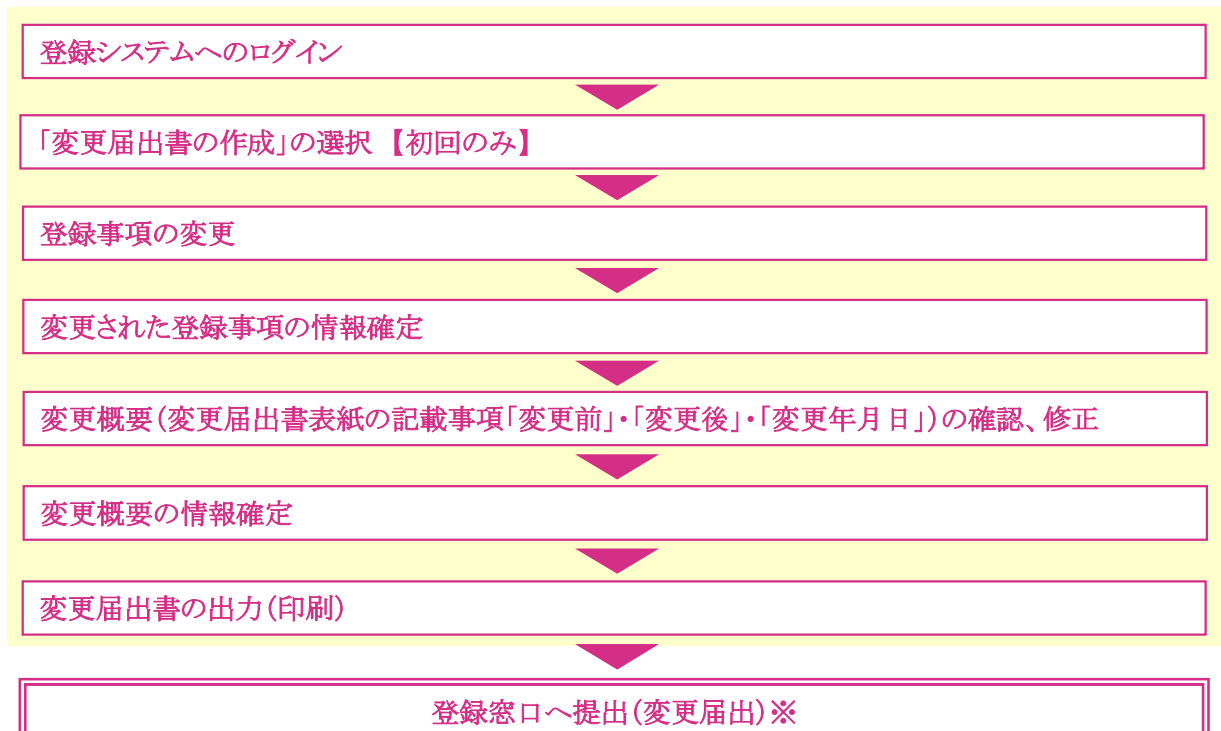 登録システムへのログイン
「変更届出書の作成」の選択 【初回のみ】
登録事項の変更
変更された登録事項の情報確定
変更概要（変更届出書表紙の記載事項「変更前」・「変更後」・「変更年月日」）の確認、修正
変更概要の情報確定
変更届出書の出力（印刷）
登録窓口へ提出（変更届出）※